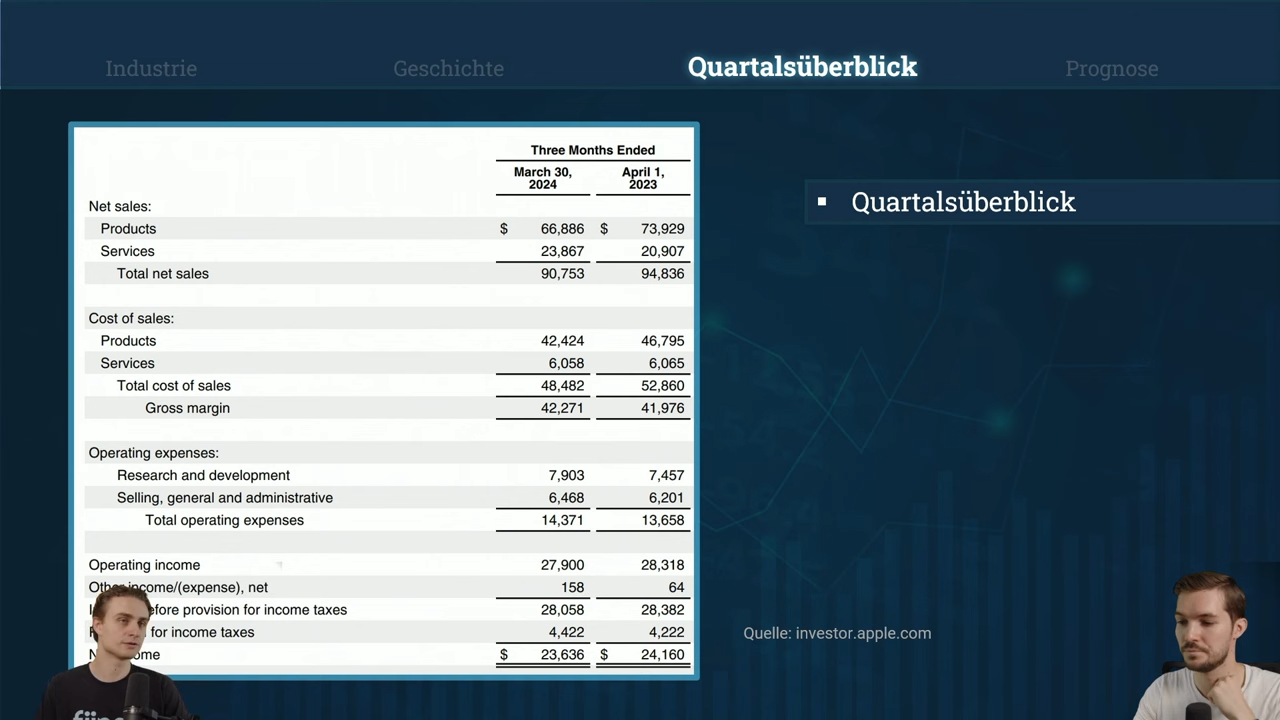 Industrie Geschichte Quartalsüberblick Prognose
Three Months Ended
March 30, 2024 April 1, 2023
Net sales:
Products $ 66,886 $ 73,929
Services 23,867 20,907
Total net sales 90,753 94,836
Cost of sales:
Products 42,424 46,795
Services 6,058 6,065
Total cost of sales 48,482 52,860
Gross margin 42,271 41,976
Operating expenses:
Research and development 7,903 7,457
Selling, general and administrative 6,468 6,201
Total operating expenses 14,371 13,658
Operating income 27,900 28,318
Other income/(expense), net 158 64
before provision for income taxes 28,058 28,382
for income taxes 4,422 4,222
$ 23,636 $ 24,160
▪ Quartalsüberblick
Quelle: investor.apple.com